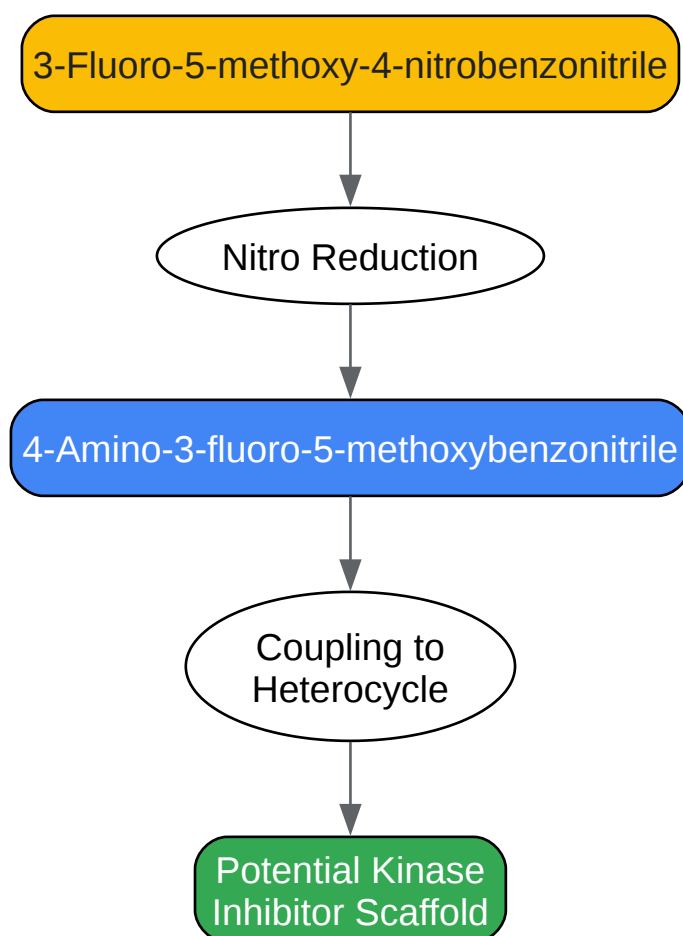 3-Fluoro-5-methoxy-4-nitrobenzonitrile
Nitro Reduction
4-Amino-3-fluoro-5-methoxybenzonitrile
Coupling to
Heterocycle
Potential Kinase
Inhibitor Scaffold